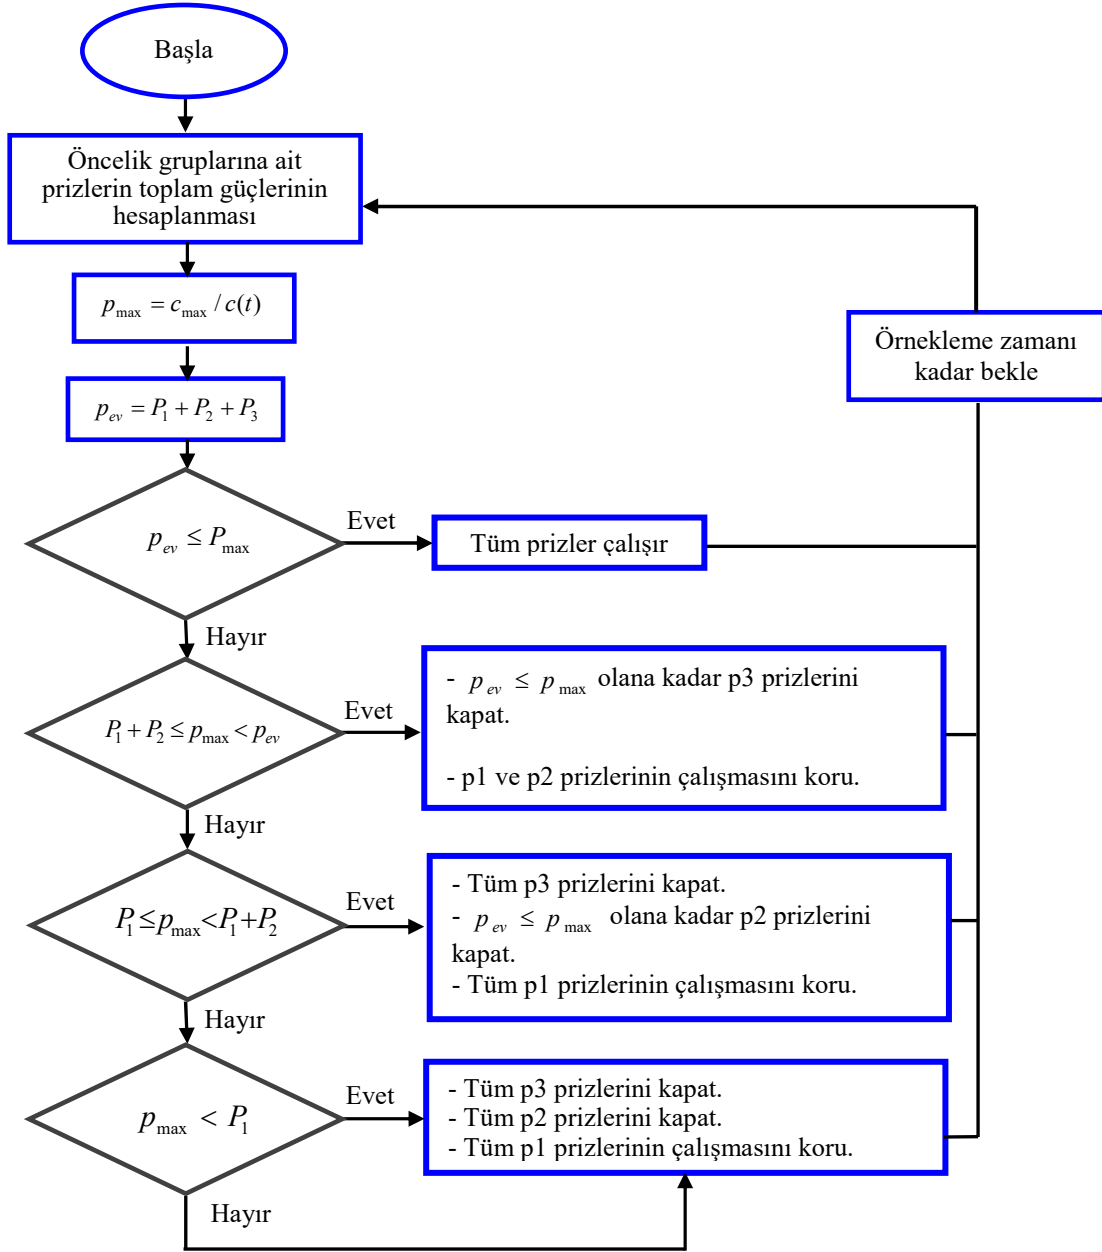 Başla
Öncelik gruplarına ait
prizlerin toplam güçlerinin
hesaplanması
p_max = c_max / c(t)
p_ev = P_1 + P_2 + P_3
Örnekleme zamanı
kadar bekle
p_ev ≤ P_max
Evet
Tüm prizler çalışır
Hayır
P_1 + P_2 ≤ p_max < p_ev
Evet
- p_ev ≤ p_max olana kadar p3 prizlerini
kapat.
- p1 ve p2 prizlerinin çalışmasını koru.
Hayır
P_1 ≤ p_max < P_1 + P_2
Evet
- Tüm p3 prizlerini kapat.
- p_ev ≤ p_max olana kadar p2 prizlerini
kapat.
- Tüm p1 prizlerinin çalışmasını koru.
Hayır
p_max < P_1
Evet
- Tüm p3 prizlerini kapat.
- Tüm p2 prizlerini kapat.
- Tüm p1 prizlerinin çalışmasını koru.
Hayır